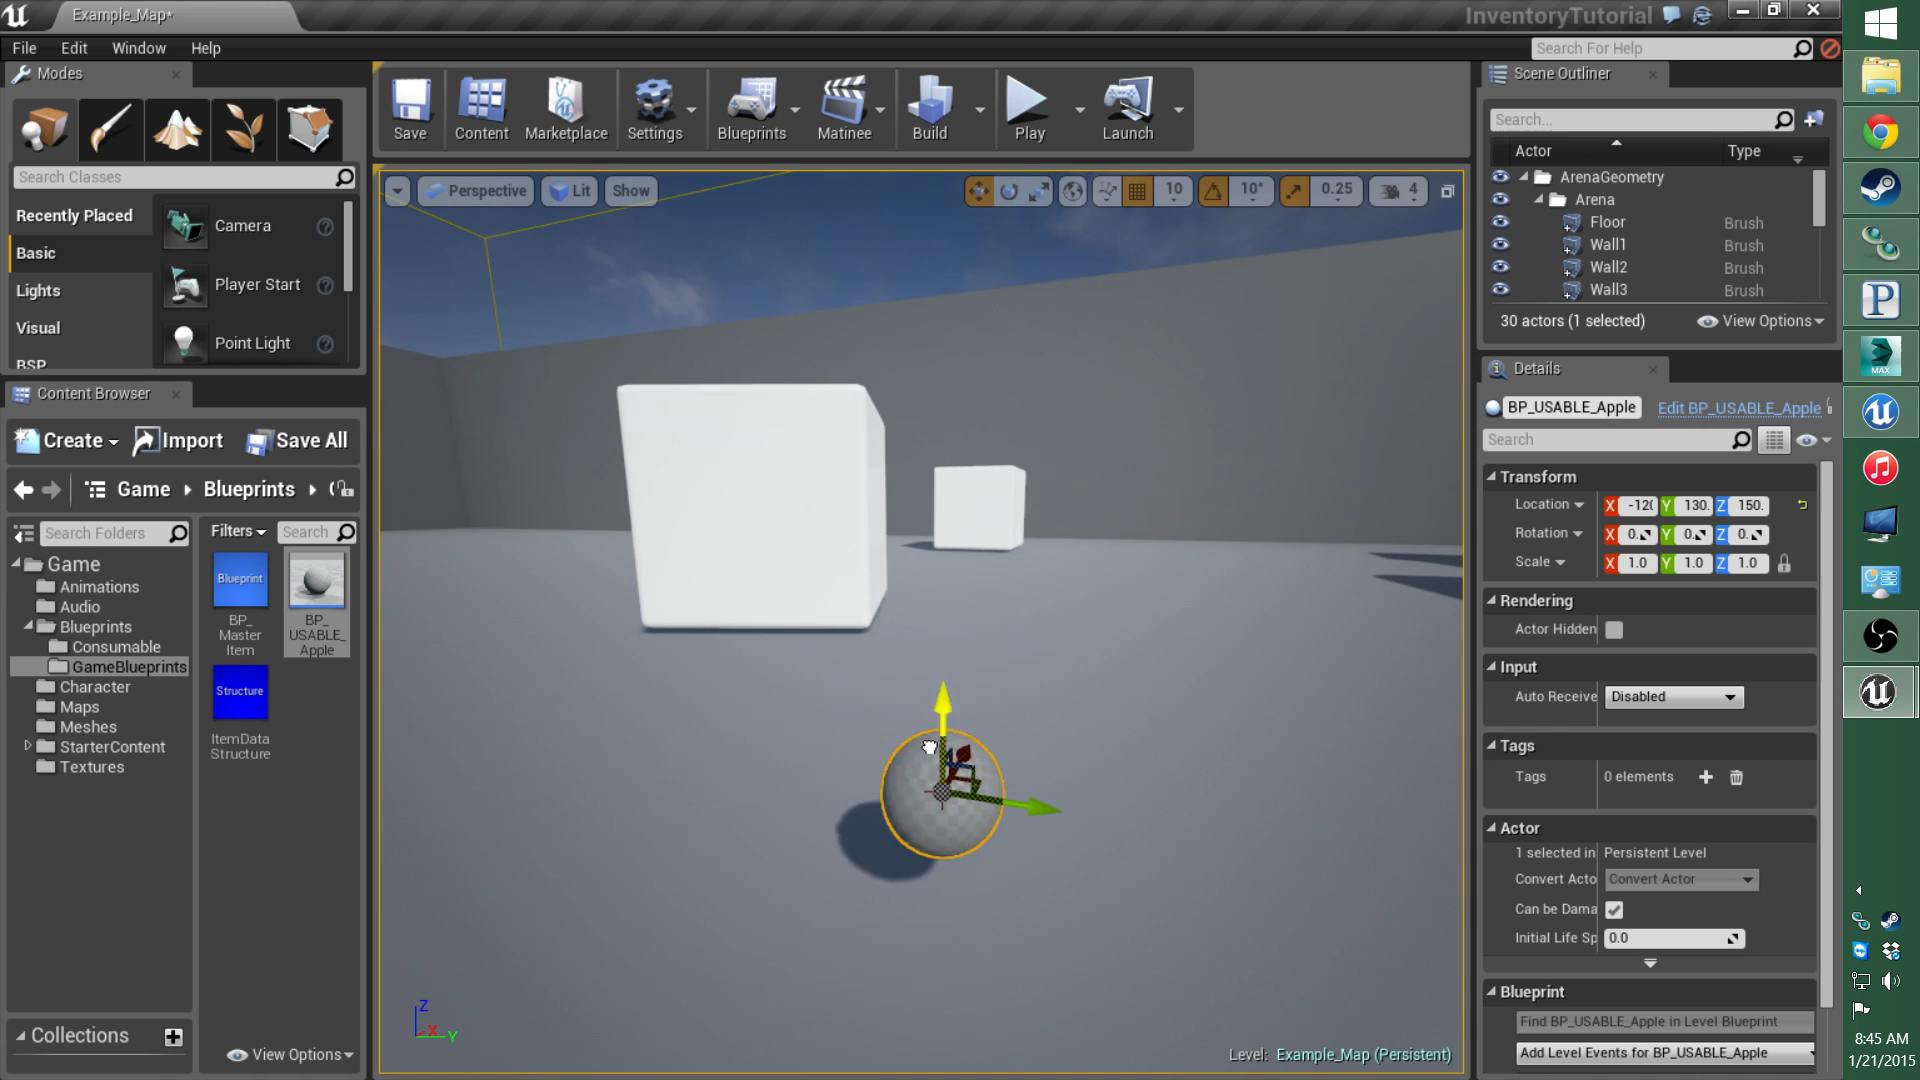 Example_Map*
InventoryTutorial
File Edit Window Help
Search For Help
Modes
Search Classes
Recently Placed
Basic
Lights
Visual
BSP
Camera
Player Start
Point Light
Save
Content
Marketplace
Settings
Blueprints
Matinee
Build
Play
Launch
Perspective
Lit
Show
10
10°
0.25
4
Content Browser
Create
Import
Save All
Game
Blueprints
Search Folders
Game
Animations
Audio
Blueprints
Consumable
GameBlueprints
Character
Maps
Meshes
StarterContent
Textures
Collections
Filters
Search
Blueprint
BP_
Master
Item
BP_
USABLE_
Apple
Structure
ItemData
Structure
View Options
Z
X
Y
Level: Example_Map (Persistent)
Scene Outliner
Search...
Actor Type
ArenaGeometry
Arena
Floor Brush
Wall1 Brush
Wall2 Brush
Wall3 Brush
30 actors (1 selected)
View Options
Details
BP_USABLE_Apple
Edit BP_USABLE_Apple
Search
Transform
Location X -120 Y 130. Z 150.
Rotation X 0. Y 0. Z 0.
Scale X 1.0 Y 1.0 Z 1.0
Rendering
Actor Hidden
Input
Auto Receive Disabled
Tags
Tags 0 elements
Actor
1 selected in Persistent Level
Convert Acto Convert Actor
Can be Dama
Initial Life Sp 0.0
Blueprint
Find BP_USABLE_Apple in Level Blueprint
Add Level Events for BP_USABLE_Apple
P
MAX
8:45 AM
1/21/2015